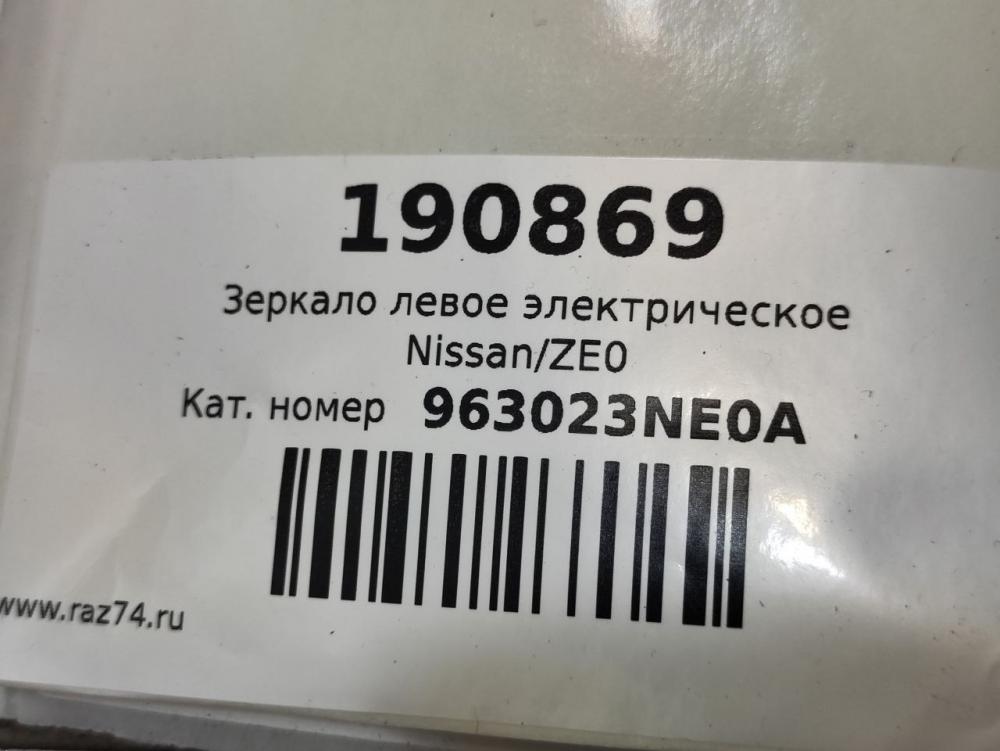 190869
Зеркало левое электрическое
Nissan/ZE0
Кат. номер 963023NE0A
www.raz74.ru